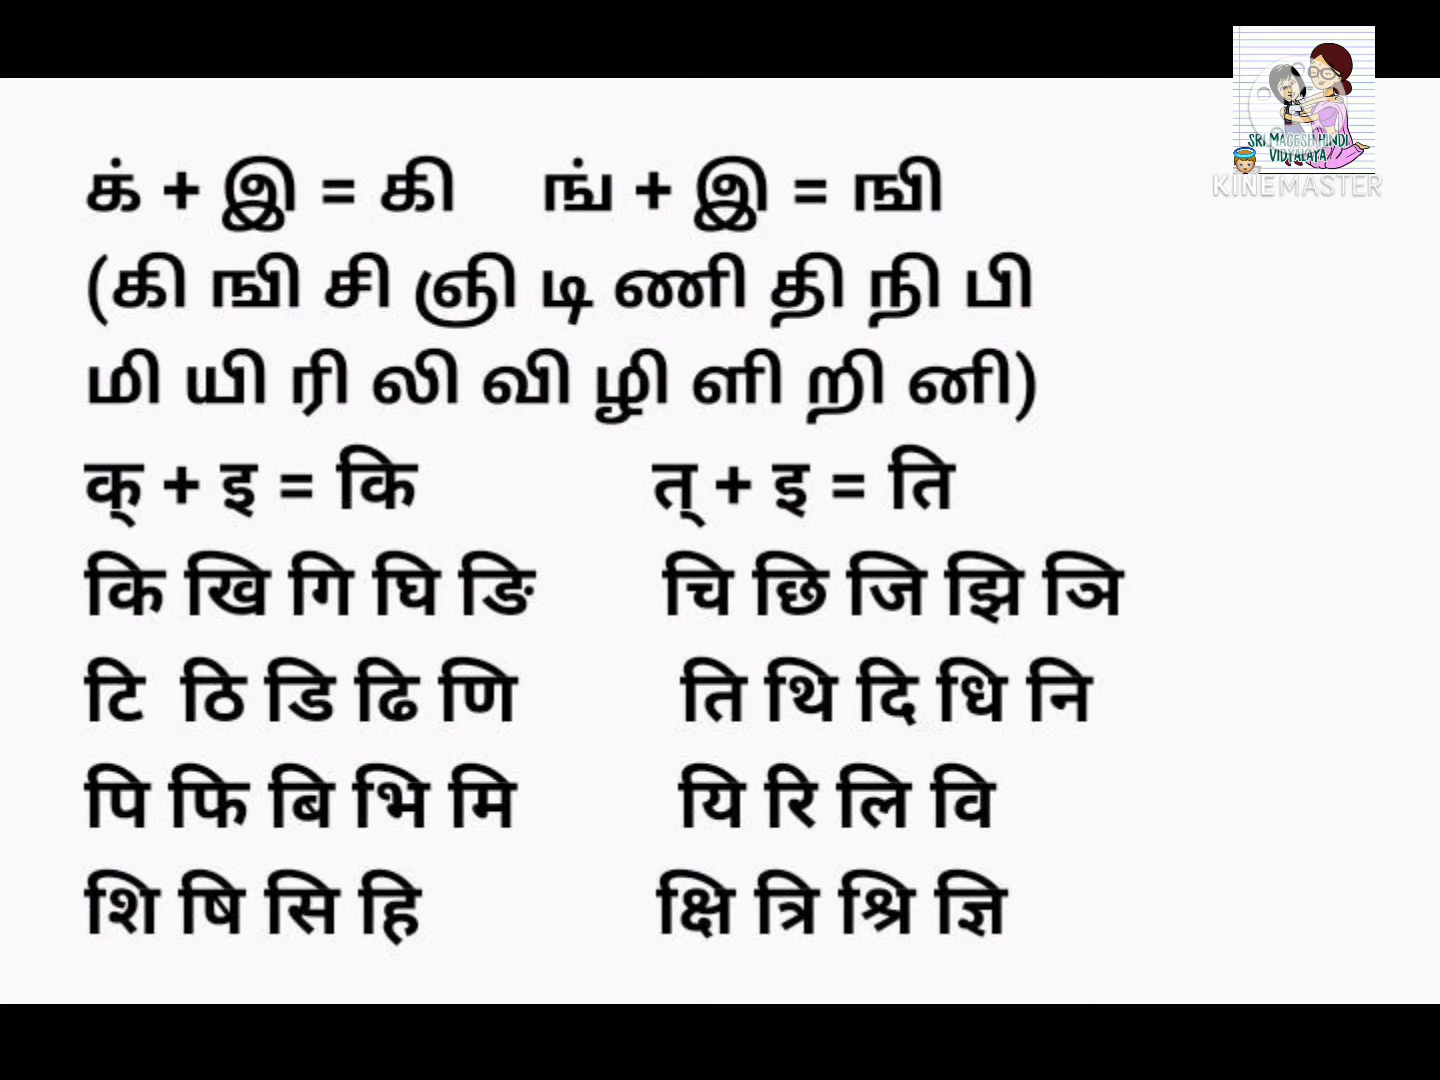 SRI MAGESH HINDI
VIDYALAYA
KINEMASTER
க் + இ = கி ங் + இ = ஙி
(கி ஙி சி ஞி டி ணி தி நி பி
மி யி ரி லி வி ழி ளி றி னி)
क् + इ = कि त् + इ = ति
कि खि गि घि ङि चि छि जि झि ञि
टि ठि डि ढि णि ति थि दि धि नि
पि फि बि भि मि यि रि लि वि
शि षि सि हि क्षि त्रि श्रि ज्ञि